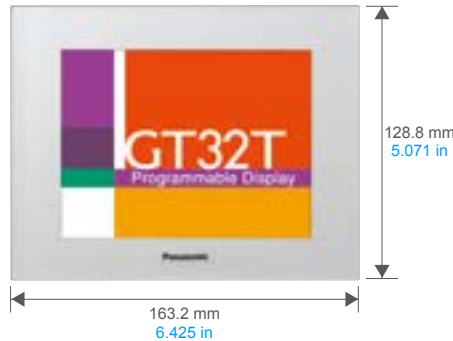 GT32T
Programmable Display
Panasonic
128.8 mm
5.071 in
163.2 mm
6.425 in